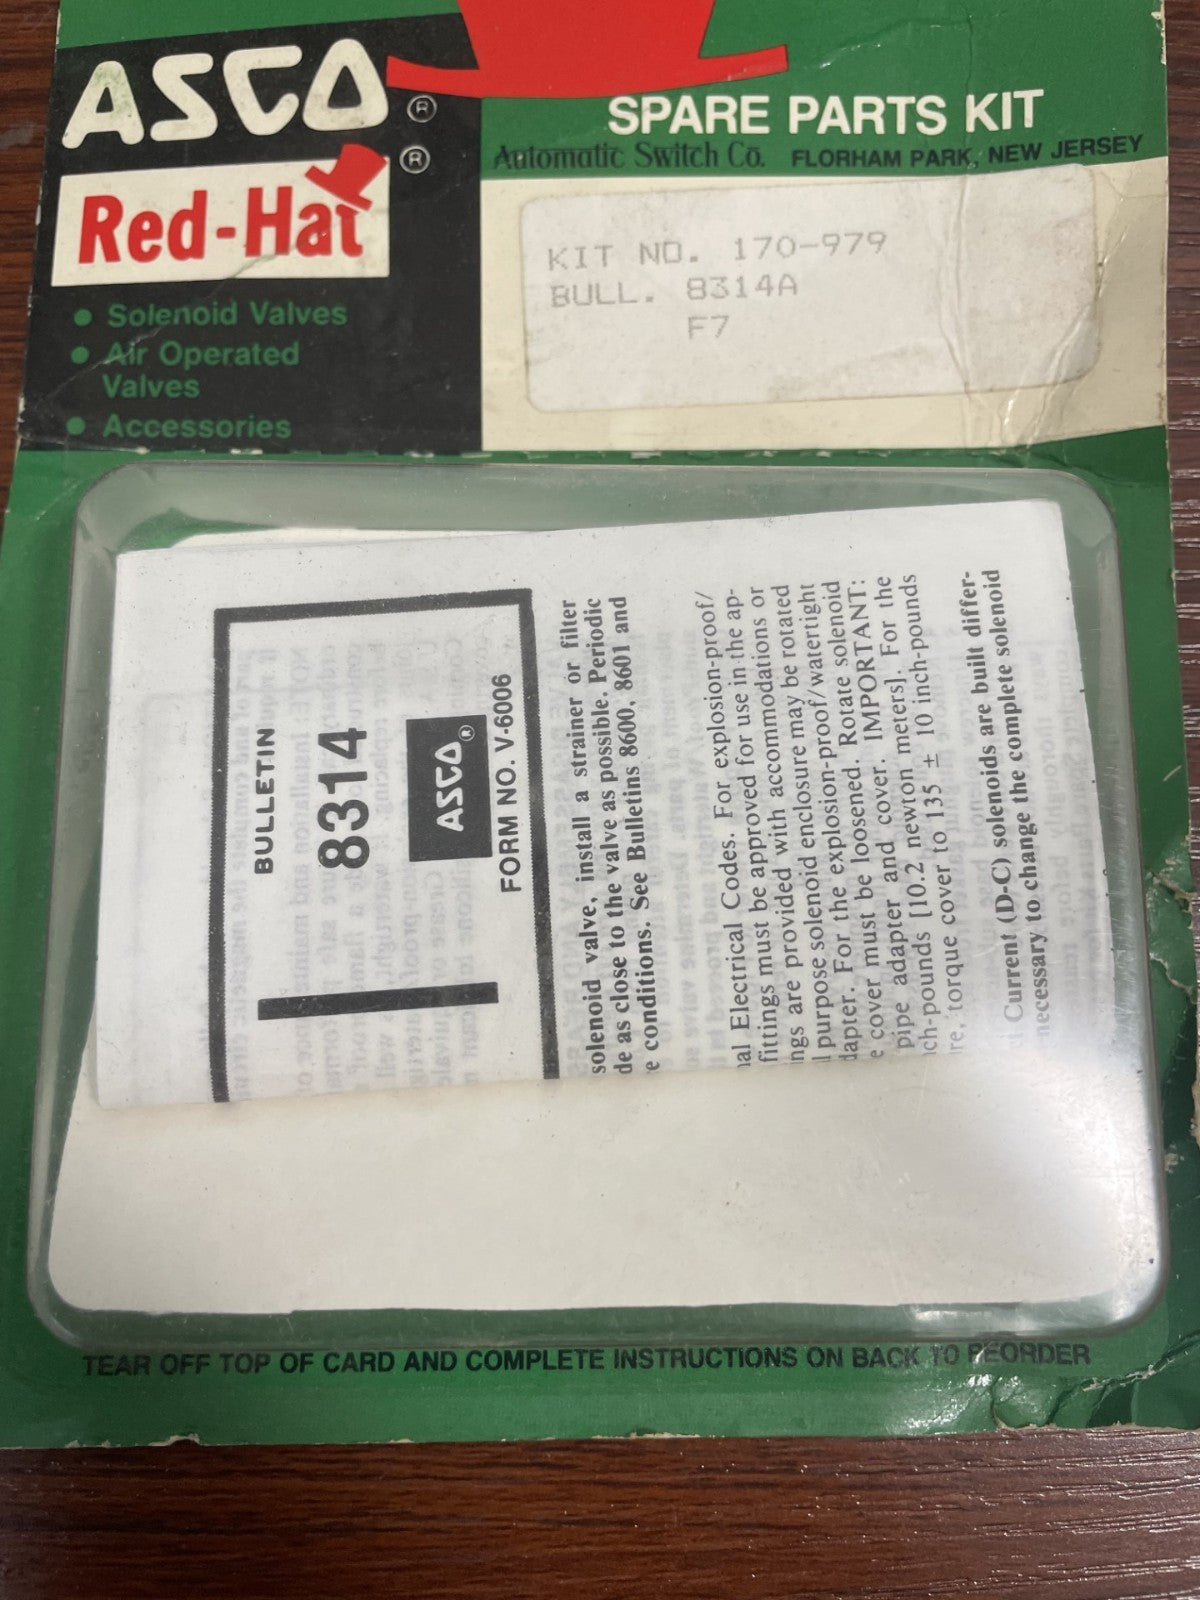 ASCO ®
Red-Hat ®
● Solenoid Valves
● Air Operated
Valves
● Accessories
SPARE PARTS KIT
Automatic Switch Co. FLORHAM PARK, NEW JERSEY
KIT NO. 170-979
BULL. 8314A
F7
BULLETIN
8314
ASCO®
FORM NO. V-6006
solenoid valve, install a strainer or filter
de as close to the valve as possible. Periodic
e conditions. See Bulletins 8600, 8601 and
nal Electrical Codes. For explosion-proof/
fittings must be approved for use in the ap-
ngs are provided with accommodations or
l purpose solenoid enclosure may be rotated
dapter. For the explosion-proof/watertight
e cover must be loosened. Rotate solenoid
pipe adapter and cover. IMPORTANT:
ch-pounds [10.2 newton meters]. For the
re, torque cover to 135 ± 10 inch-pounds
Current (D-C) solenoids are built differ-
necessary to change the complete solenoid
TEAR OFF TOP OF CARD AND COMPLETE INSTRUCTIONS ON BACK TO REORDER